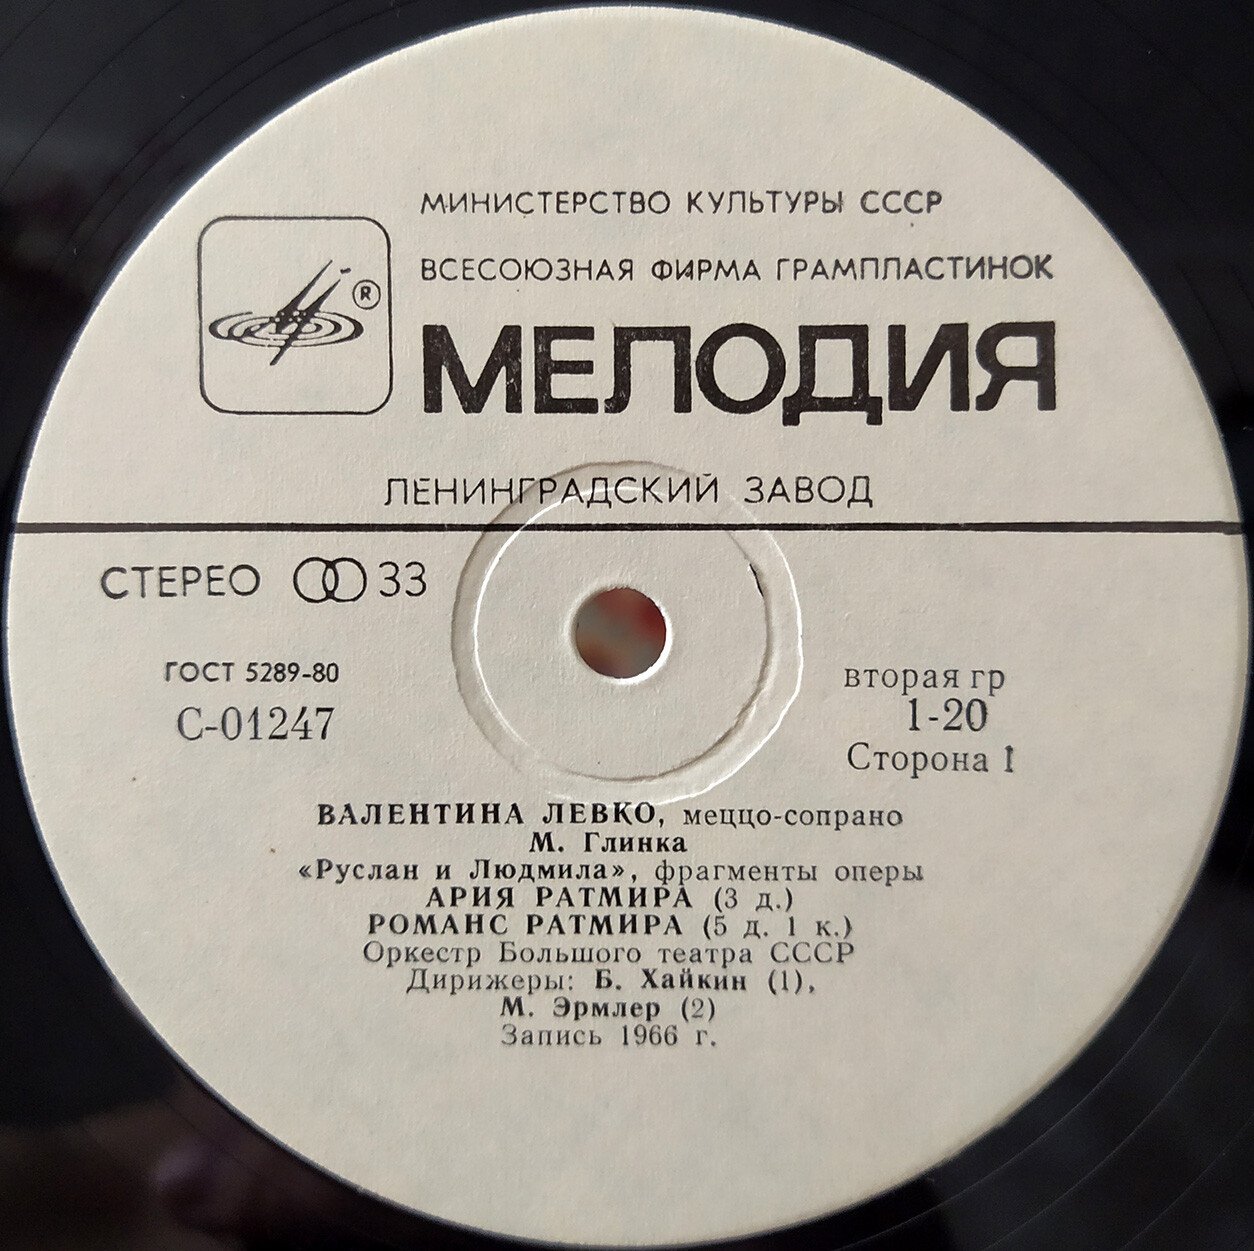 МИНИСТЕРСТВО КУЛЬТУРЫ СССР
ВСЕСОЮЗНАЯ ФИРМА ГРАМПЛАСТИНОК
®
МЕЛОДИЯ
ЛЕНИНГРАДСКИЙ ЗАВОД
СТЕРЕО 33
ГОСТ 5289-80
С-01247
вторая гр
1-20
Сторона 1
ВАЛЕНТИНА ЛЕВКО, меццо-сопрано
М. Глинка
«Руслан и Людмила», фрагменты оперы
АРИЯ РАТМИРА (3 д.)
РОМАНС РАТМИРА (5 д. 1 к.)
Оркестр Большого театра СССР
Дирижеры: Б. Хайкин (1),
М. Эрмлер (2)
Запись 1966 г.